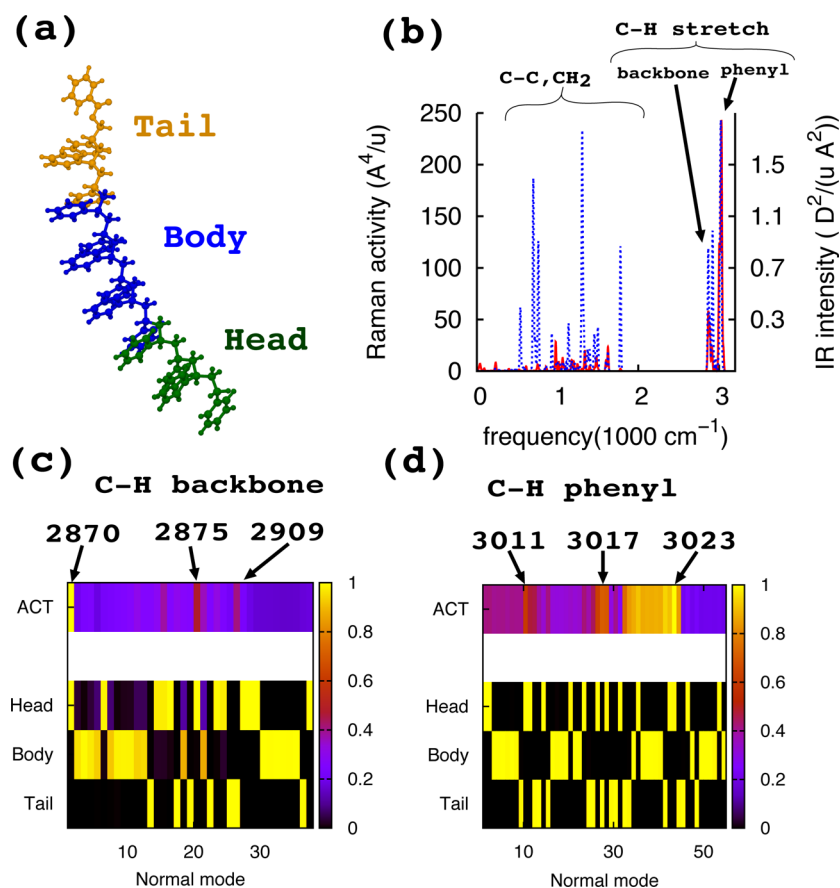 (a)
Tail
Body
Head
(b)
C-H stretch
C-C,CH2
backbone
phenyl
Raman activity (A^4/u)
250
200
150
100
50
0
0 1 2 3
frequency(1000 cm⁻¹)
1.5
1.1
0.7
0.3
IR intensity ( D^2/(u A^2))
(c)
C-H backbone
2870 2875 2909
ACT
Head
Body
Tail
10 30
Normal mode
1
0.8
0.6
0.4
0.2
0
(d)
C-H phenyl
3011 3017 3023
ACT
Head
Body
Tail
10 30 50
Normal mode
1
0.8
0.6
0.4
0.2
0